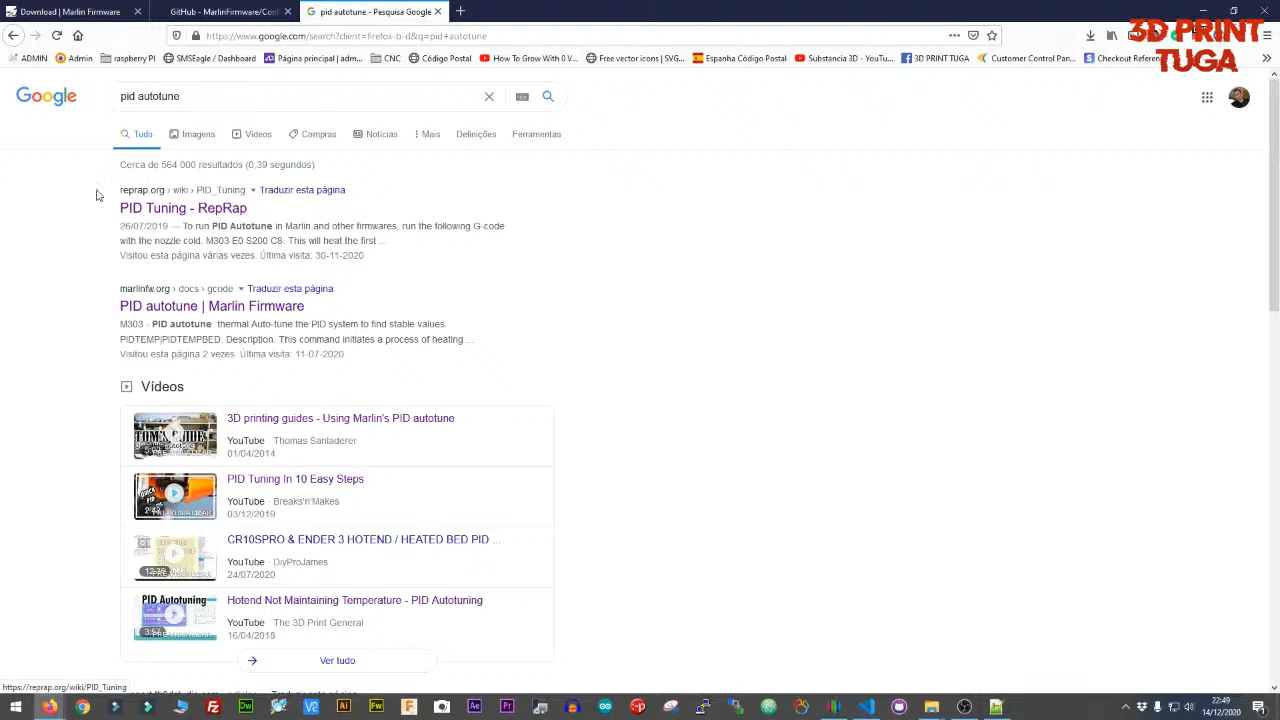 Download | Marlin Firmware
GitHub - MarlinFirmware/Conf
pid autotune - Pesquisa Google
https://www.google.com/search?client=firefox-b-d&q=pid+autotune
3D PRINT
TUGA
ADMIN
Admin
raspberry PI
SMSEagle / Dashboard
Página principal | adm...
CNC
Código Postal
How To Grow With 0 V...
Free vector icons | SVG...
Espanha Código Postal
Substancia 3D - YouTu...
3D PRINT TUGA
Customer Control Pan...
Checkout Refere
Google
pid autotune
Tudo
Imagens
Vídeos
Compras
Notícias
Mais
Definições
Ferramentas
Cerca de 564 000 resultados (0,39 segundos)
reprap.org › wiki › PID_Tuning
Traduzir esta página
PID Tuning - RepRap
26/07/2019 — To run PID Autotune in Marlin and other firmwares, run the following G-code
with the nozzle cold. M303 E0 S200 C8. This will heat the first ...
Visitou esta página várias vezes. Última visita: 30-11-2020
marlinfw.org › docs › gcode
Traduzir esta página
PID autotune | Marlin Firmware
M303 - PID autotune thermal Auto-tune the PID system to find stable values.
PIDTEMP|PIDTEMPBED. Description. This command initiates a process of heating ...
Visitou esta página 2 vezes. Última visita: 11-07-2020
Vídeos
3D printing guides - Using Marlin's PID autotune
YouTube · Thomas Sanladerer
01/04/2014
PRÉ-VISUALIZAR
PID Tuning In 10 Easy Steps
YouTube · Breaks'n'Makes
03/12/2019
2:45
PRÉ-VISUALIZAR
CR10SPRO & ENDER 3 HOTEND / HEATED BED PID ...
YouTube · DiyProJames
24/07/2020
PID Autotuning
Hotend Not Maintaining Temperature - PID Autotuning
YouTube · The 3D Print General
16/04/2018
PRÉ-VISUALIZAR
Ver tudo
https://reprap.org/wiki/PID_Tuning
22:49
14/12/2020